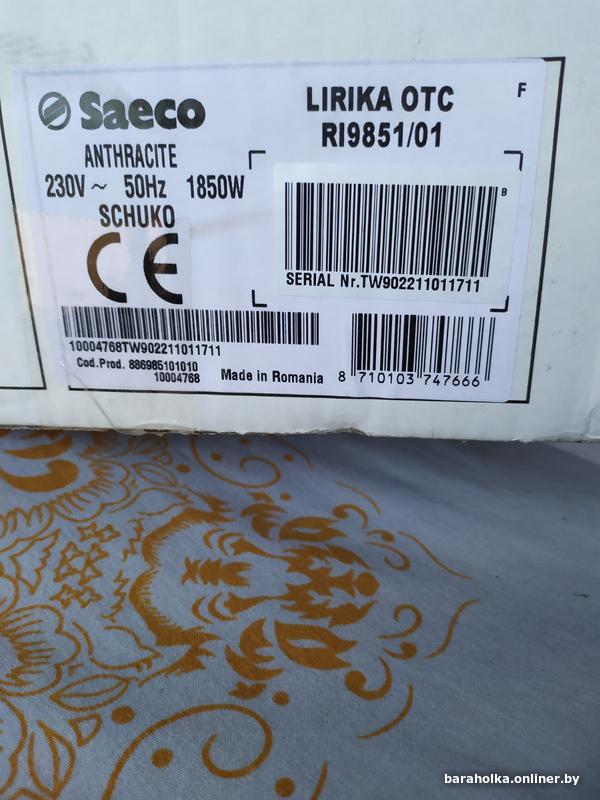 Saeco
LIRIKA OTC
F
RI9851/01
ANTHRACITE
230V ~ 50Hz 1850W
SCHUKO
CE
B
SERIAL Nr.TW902211011711
10004768TW902211011711
Cod.Prod. 886985101010
10004768
Made in Romania
8 710103 747666
baraholka.onliner.by